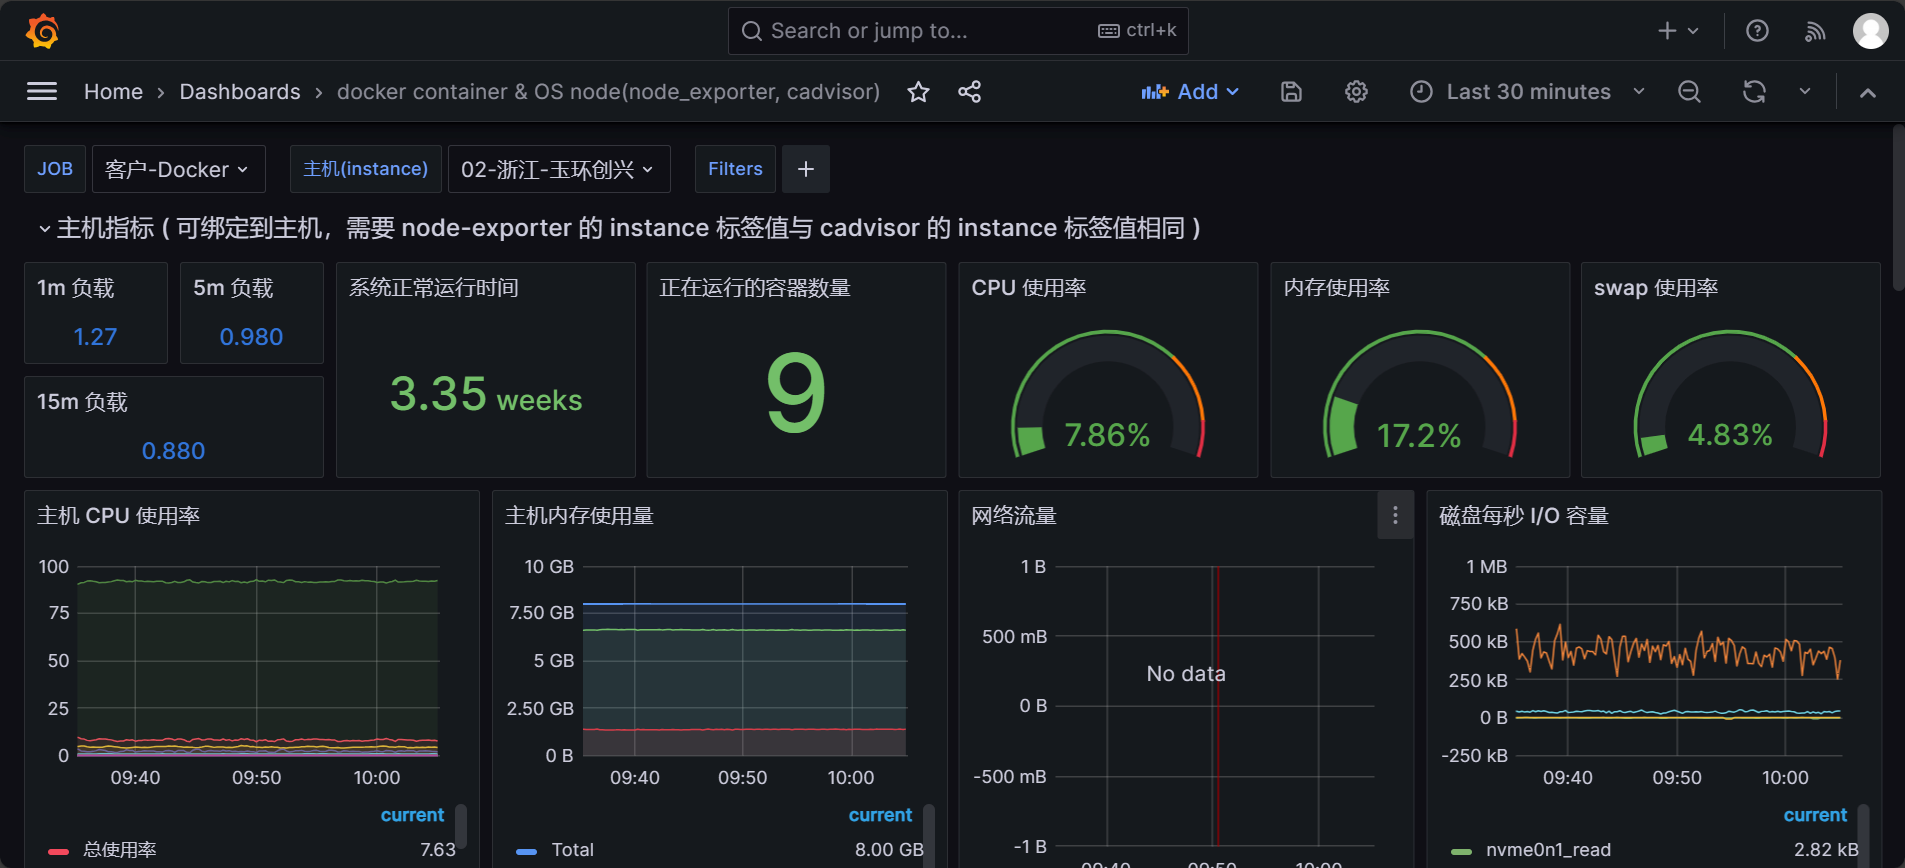 Search or jump to...
ctrl+k
Home › Dashboards › docker container & OS node(node_exporter, cadvisor)
Add
Last 30 minutes
JOB
客户-Docker
主机(instance)
02-浙江-玉环创兴
Filters
+
主机指标 ( 可绑定到主机，需要 node-exporter 的 instance 标签值与 cadvisor 的 instance 标签值相同 )
1m 负载
1.27
5m 负载
0.980
15m 负载
0.880
系统正常运行时间
3.35 weeks
正在运行的容器数量
9
CPU 使用率
7.86%
内存使用率
17.2%
swap 使用率
4.83%
主机 CPU 使用率
100
75
50
25
0
09:40
09:50
10:00
current
总使用率
7.63
主机内存使用量
10 GB
7.50 GB
5 GB
2.50 GB
0 B
09:40
09:50
10:00
current
Total
8.00 GB
网络流量
1 B
500 mB
0 B
-500 mB
-1 B
No data
09:40
09:50
10:00
磁盘每秒 I/O 容量
1 MB
750 kB
500 kB
250 kB
0 B
-250 kB
09:40
09:50
10:00
current
nvme0n1_read
2.82 kB